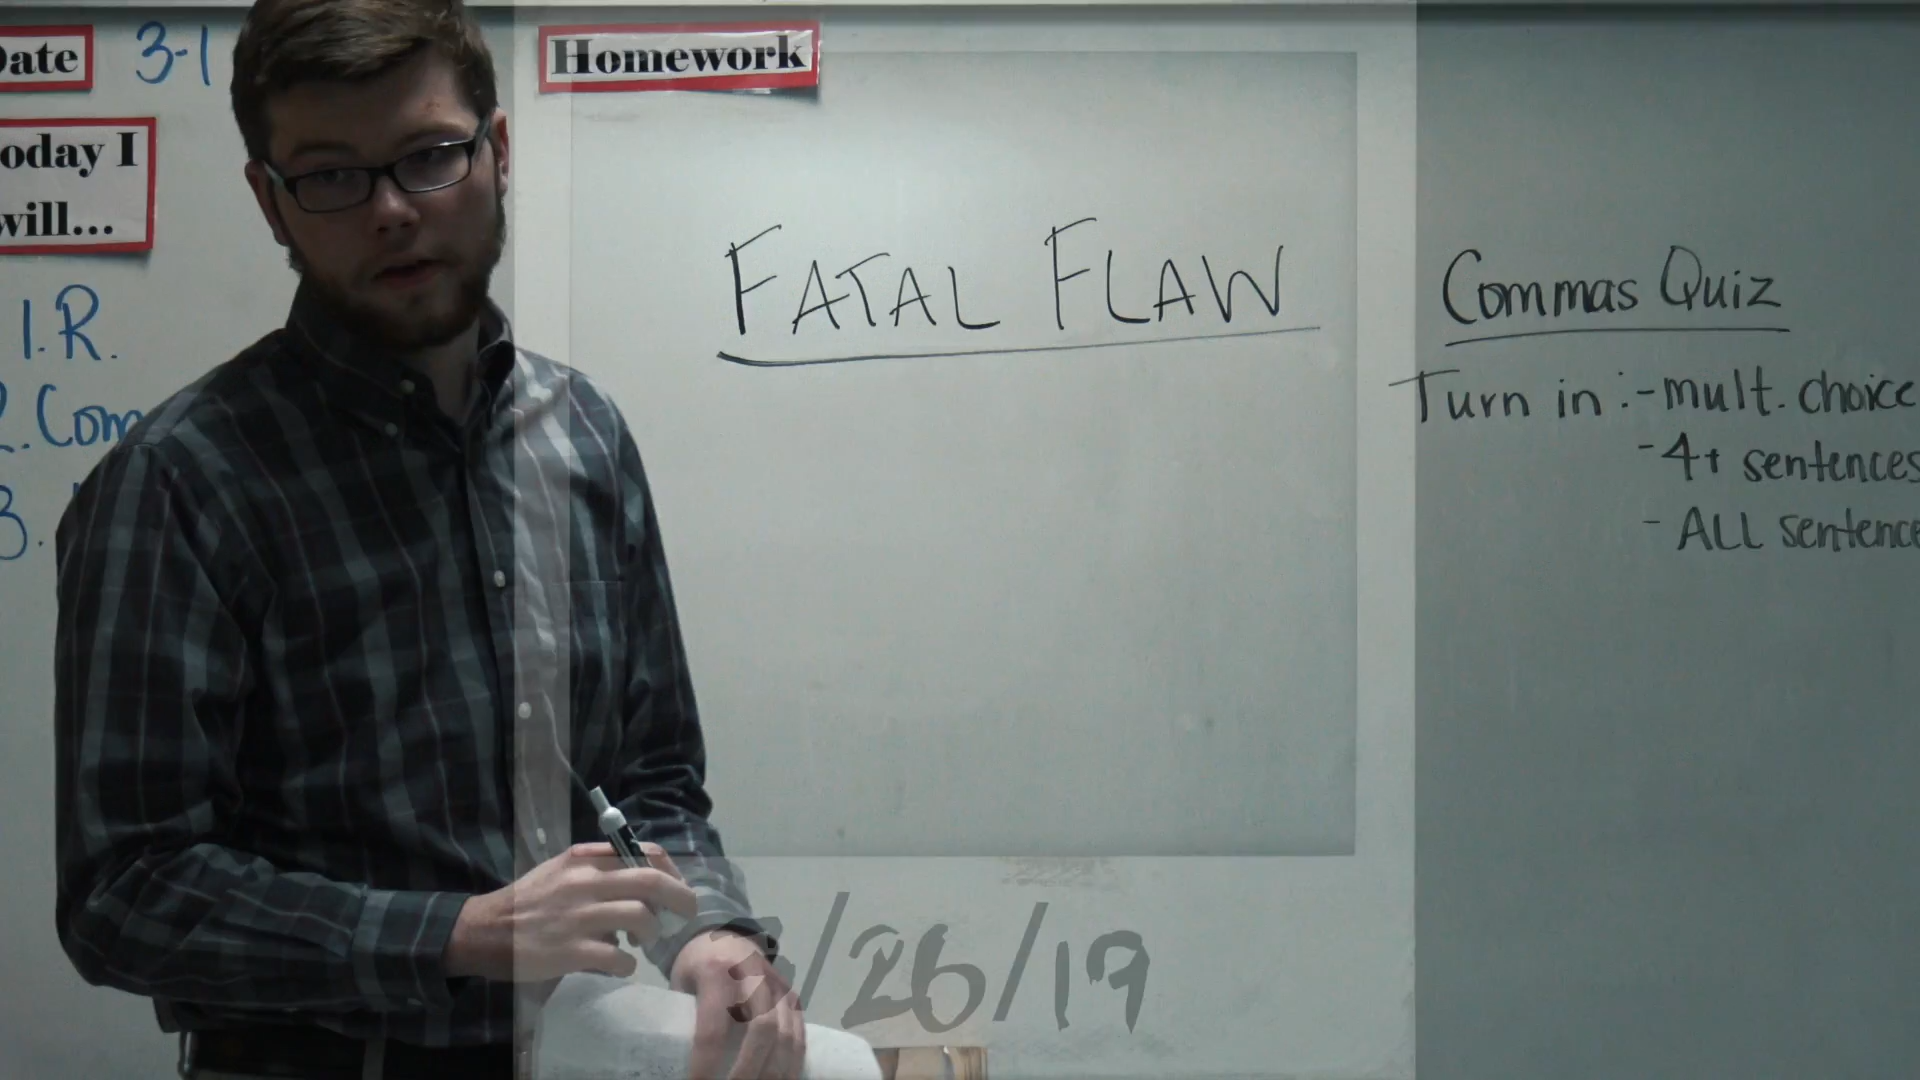 Date 3-1
Homework
Today I
will...
1.R.
2.Com
3.
FATAL FLAW
Commas Quiz
Turn in :-mult. choice
-4+ sentences
- ALL sentence
3/26/19